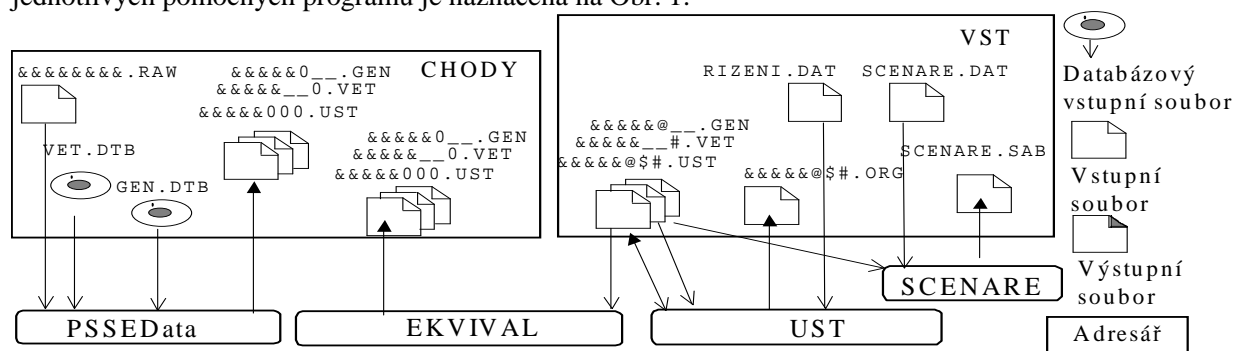 jednotlivých pomocných programů je naznačena na Obr. 1.
CHODY
&&&&&&&&.RAW
&&&&&0__.GEN
&&&&&__0.VET
&&&&&000.UST
VET.DTB
GEN.DTB
&&&&&0__.GEN
&&&&&__0.VET
&&&&&000.UST
VST
RIZENI.DAT
SCENARE.DAT
&&&&&@__.GEN
&&&&&__#.VET
&&&&&@$#.UST
&&&&&@$#.ORG
SCENARE.SAB
PSSEData
EKVIVAL
UST
SCENARE
Databázový
vstupní soubor
Vstupní
soubor
Výstupní
soubor
Adresář